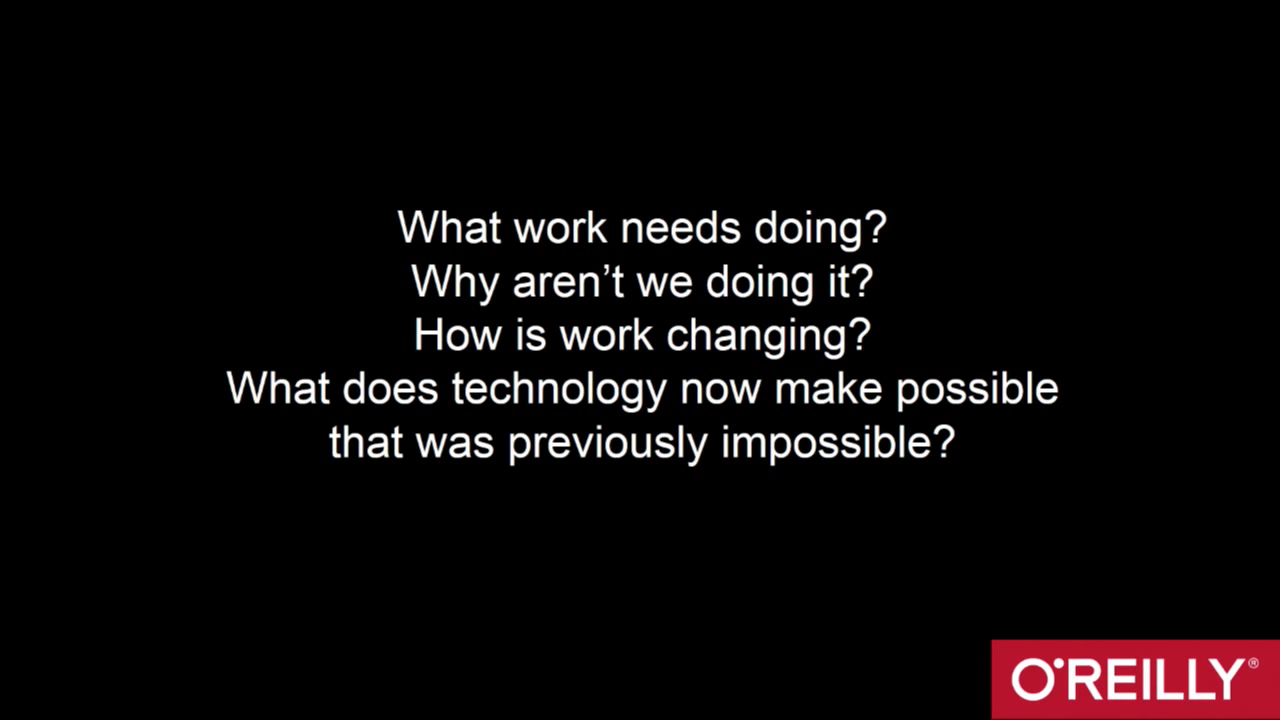 What work needs doing?
Why aren’t we doing it?
How is work changing?
What does technology now make possible
that was previously impossible?
O'REILLY®